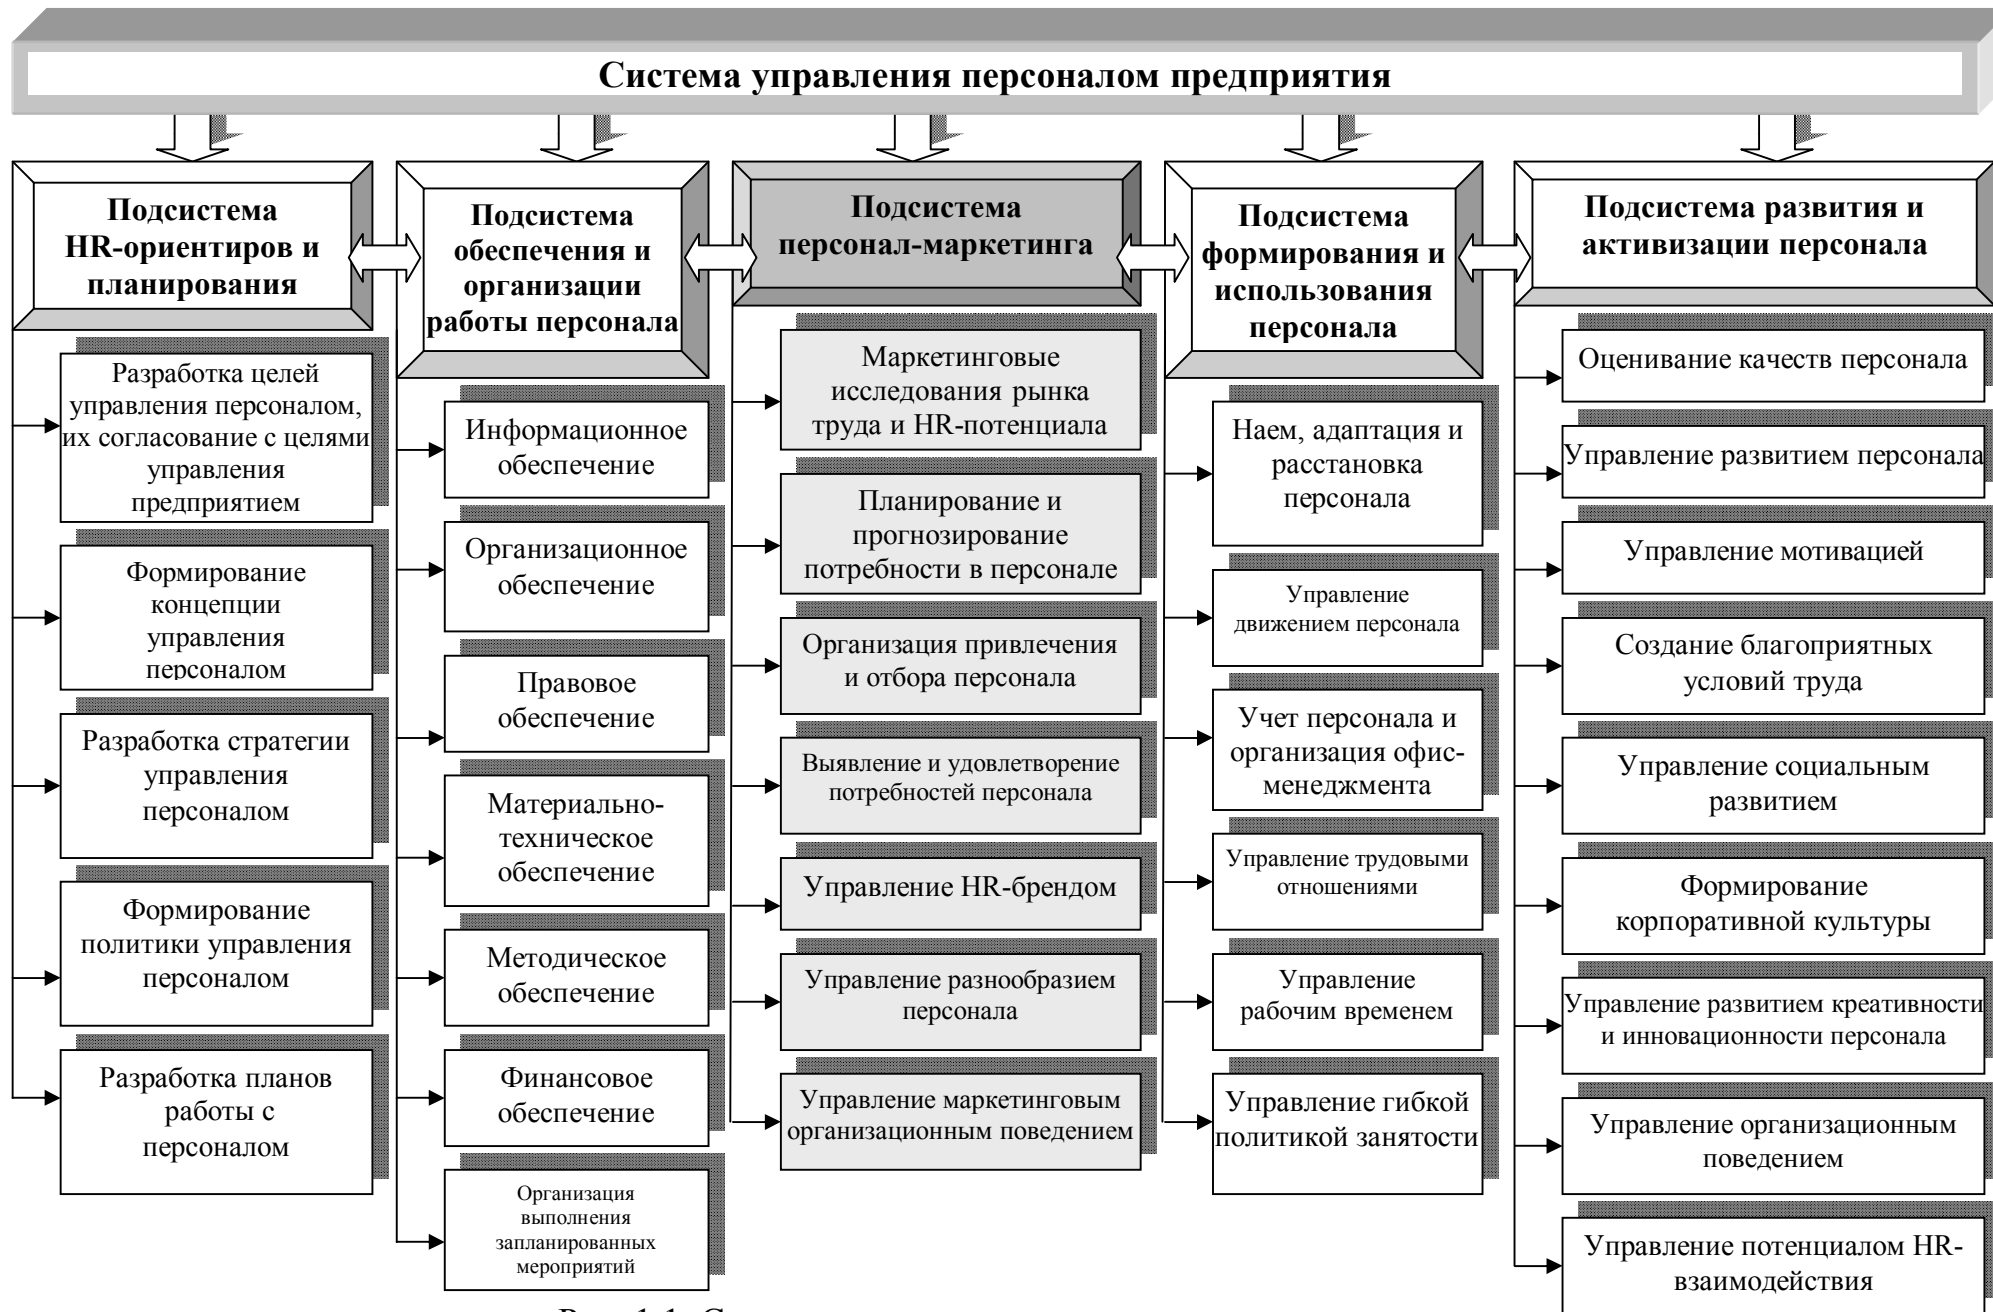 Система управления персоналом предприятия
Подсистема
HR-ориентиров и
планирования
Разработка целей
управления персоналом,
их согласование с целями
управления
предприятием
Формирование
концепции
управления
персоналом
Разработка стратегии
управления
персоналом
Формирование
политики управления
персоналом
Разработка планов
работы с
персоналом
Подсистема
обеспечения и
организации
работы персонала
Информационное
обеспечение
Организационное
обеспечение
Правовое
обеспечение
Материально-
техническое
обеспечение
Методическое
обеспечение
Финансовое
обеспечение
Организация
выполнения
запланированных
мероприятий
Подсистема
персонал-маркетинга
Маркетинговые
исследования рынка
труда и HR-потенциала
Планирование и
прогнозирование
потребности в персонале
Организация привлечения
и отбора персонала
Выявление и удовлетворение
потребностей персонала
Управление HR-брендом
Управление разнообразием
персонала
Управление маркетинговым
организационным поведением
Подсистема
формирования и
использования
персонала
Наем, адаптация и
расстановка
персонала
Управление
движением персонала
Учет персонала и
организация офис-
менеджмента
Управление трудовыми
отношениями
Управление
рабочим временем
Управление гибкой
политикой занятости
Подсистема развития и
активизации персонала
Оценивание качеств персонала
Управление развитием персонала
Управление мотивацией
Создание благоприятных
условий труда
Управление социальным
развитием
Формирование
корпоративной культуры
Управление развитием креативности
и инновационности персонала
Управление организационным
поведением
Управление потенциалом HR-
взаимодействия